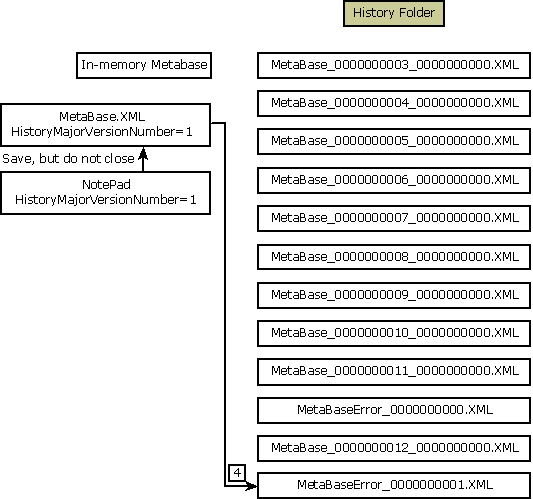 History Folder
In-memory Metabase
MetaBase_0000000003_0000000000.XML
MetaBase_0000000004_0000000000.XML
MetaBase.XML
HistoryMajorVersionNumber=1
MetaBase_0000000005_0000000000.XML
Save, but do not close
MetaBase_0000000006_0000000000.XML
NotePad
HistoryMajorVersionNumber=1
MetaBase_0000000007_0000000000.XML
MetaBase_0000000008_0000000000.XML
MetaBase_0000000009_0000000000.XML
MetaBase_0000000010_0000000000.XML
MetaBase_0000000011_0000000000.XML
MetaBaseError_0000000000.XML
MetaBase_0000000012_0000000000.XML
4
MetaBaseError_0000000001.XML